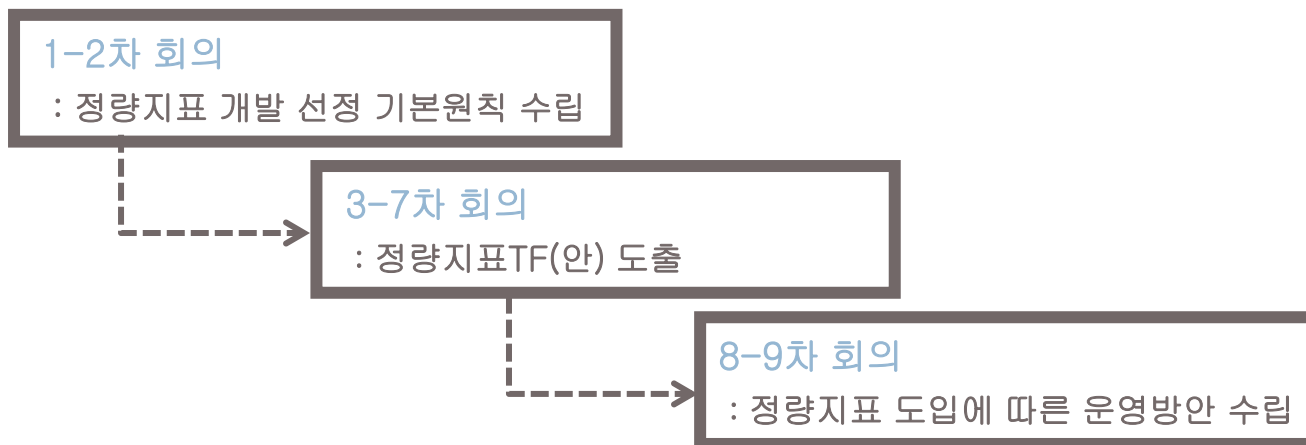 1-2차 회의
: 정량지표 개발 선정 기본원칙 수립
3-7차 회의
: 정량지표TF(안) 도출
8-9차 회의
: 정량지표 도입에 따른 운영방안 수립